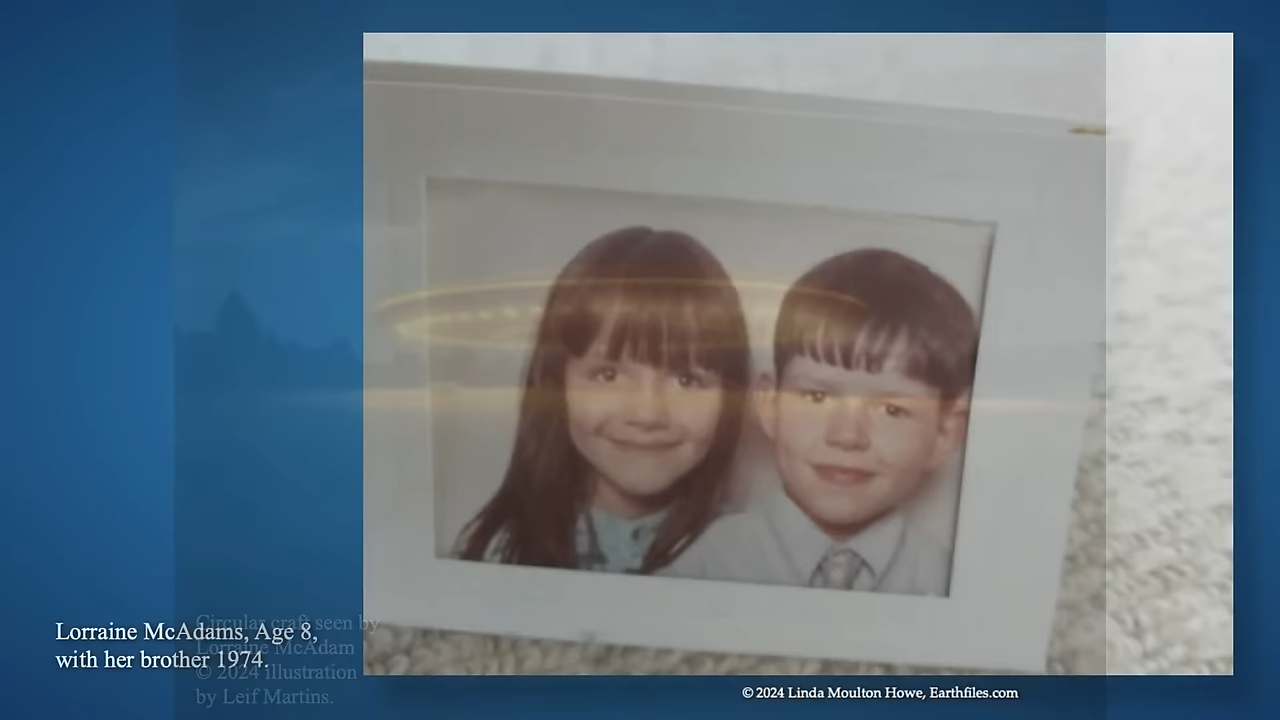 Lorraine McAdams, Age 8,
with her brother 1974.
Circular craft seen by
Lorraine McAdam
© 2024 illustration
by Leif Martins.
© 2024 Linda Moulton Howe, Earthfiles.com